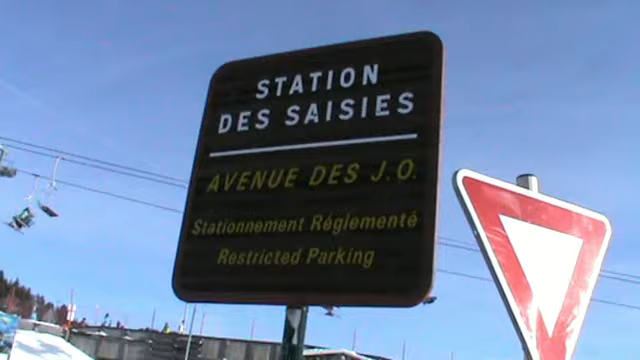 STATION
DES SAISIES
AVENUE DES J.O.
Stationnement Réglementé
Restricted Parking